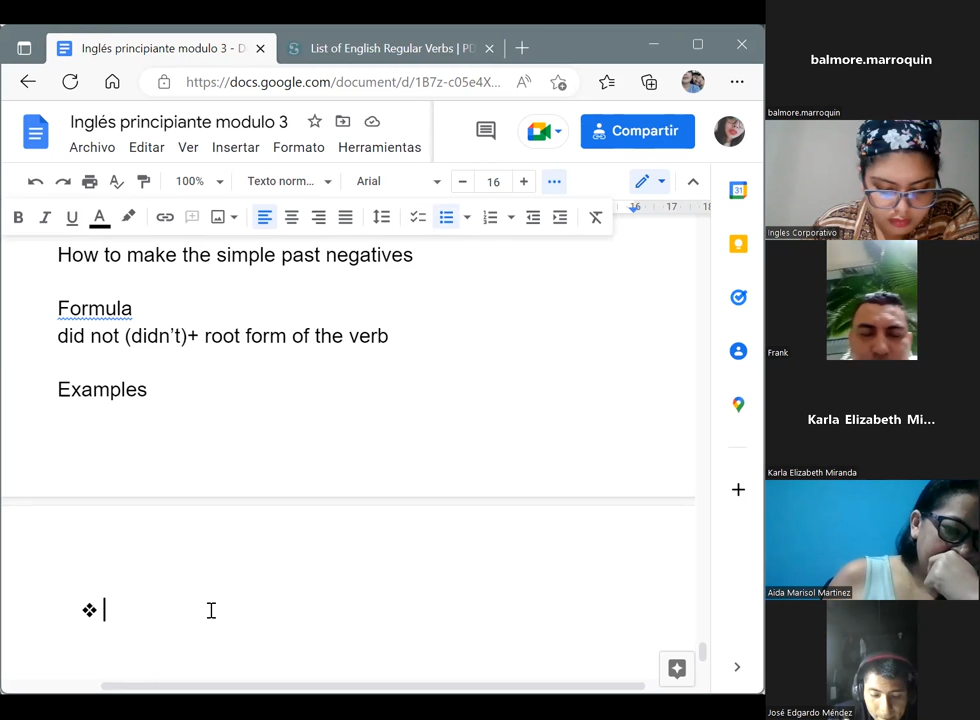 Inglés principiante modulo 3 - D
List of English Regular Verbs | PD
https://docs.google.com/document/d/1B7z-c05e4X...
Inglés principiante modulo 3
Archivo Editar Ver Insertar Formato Herramientas
Compartir
100% Texto norm... Arial 16
16 17 18
How to make the simple past negatives
Formula
did not (didn't)+ root form of the verb
Examples
balmore.marroquin
balmore.marroquin
Ingles Corporativo
Frank
Karla Elizabeth Mi...
Karla Elizabeth Miranda
Aida Marisol Martinez
José Edgardo Méndez